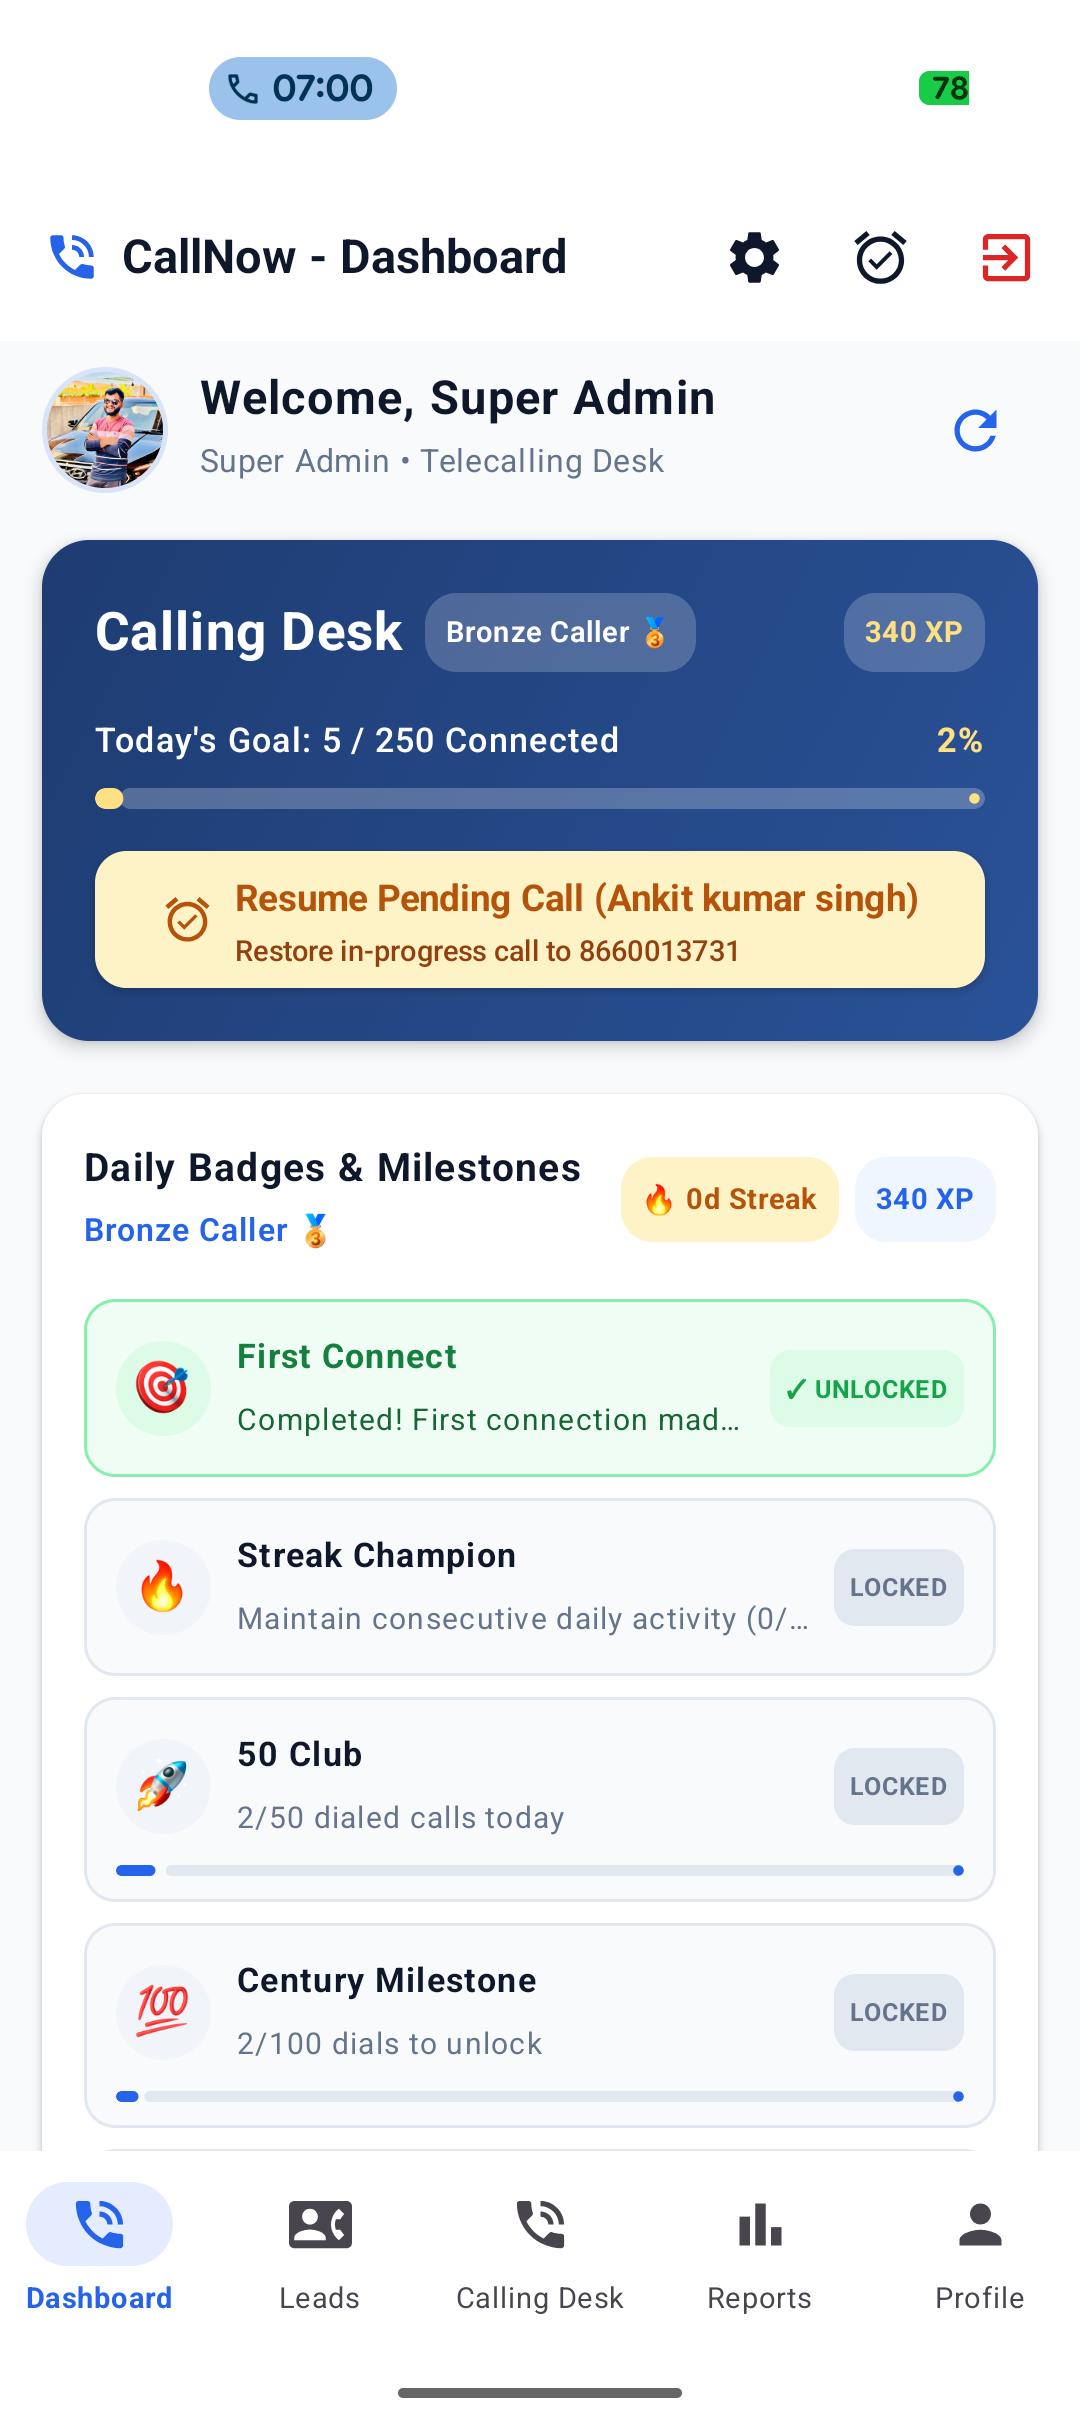 07:00
78
CallNow - Dashboard
Welcome, Super Admin
Super Admin • Telecalling Desk
Calling Desk
Bronze Caller 🥉
340 XP
Today's Goal: 5 / 250 Connected
2%
Resume Pending Call (Ankit kumar singh)
Restore in-progress call to 8660013731
Daily Badges & Milestones
Bronze Caller 🥉
🔥 0d Streak
340 XP
First Connect
Completed! First connection mad…
✓ UNLOCKED
Streak Champion
Maintain consecutive daily activity (0/…
LOCKED
50 Club
2/50 dialed calls today
LOCKED
💯
Century Milestone
2/100 dials to unlock
LOCKED
Dashboard
Leads
Calling Desk
Reports
Profile